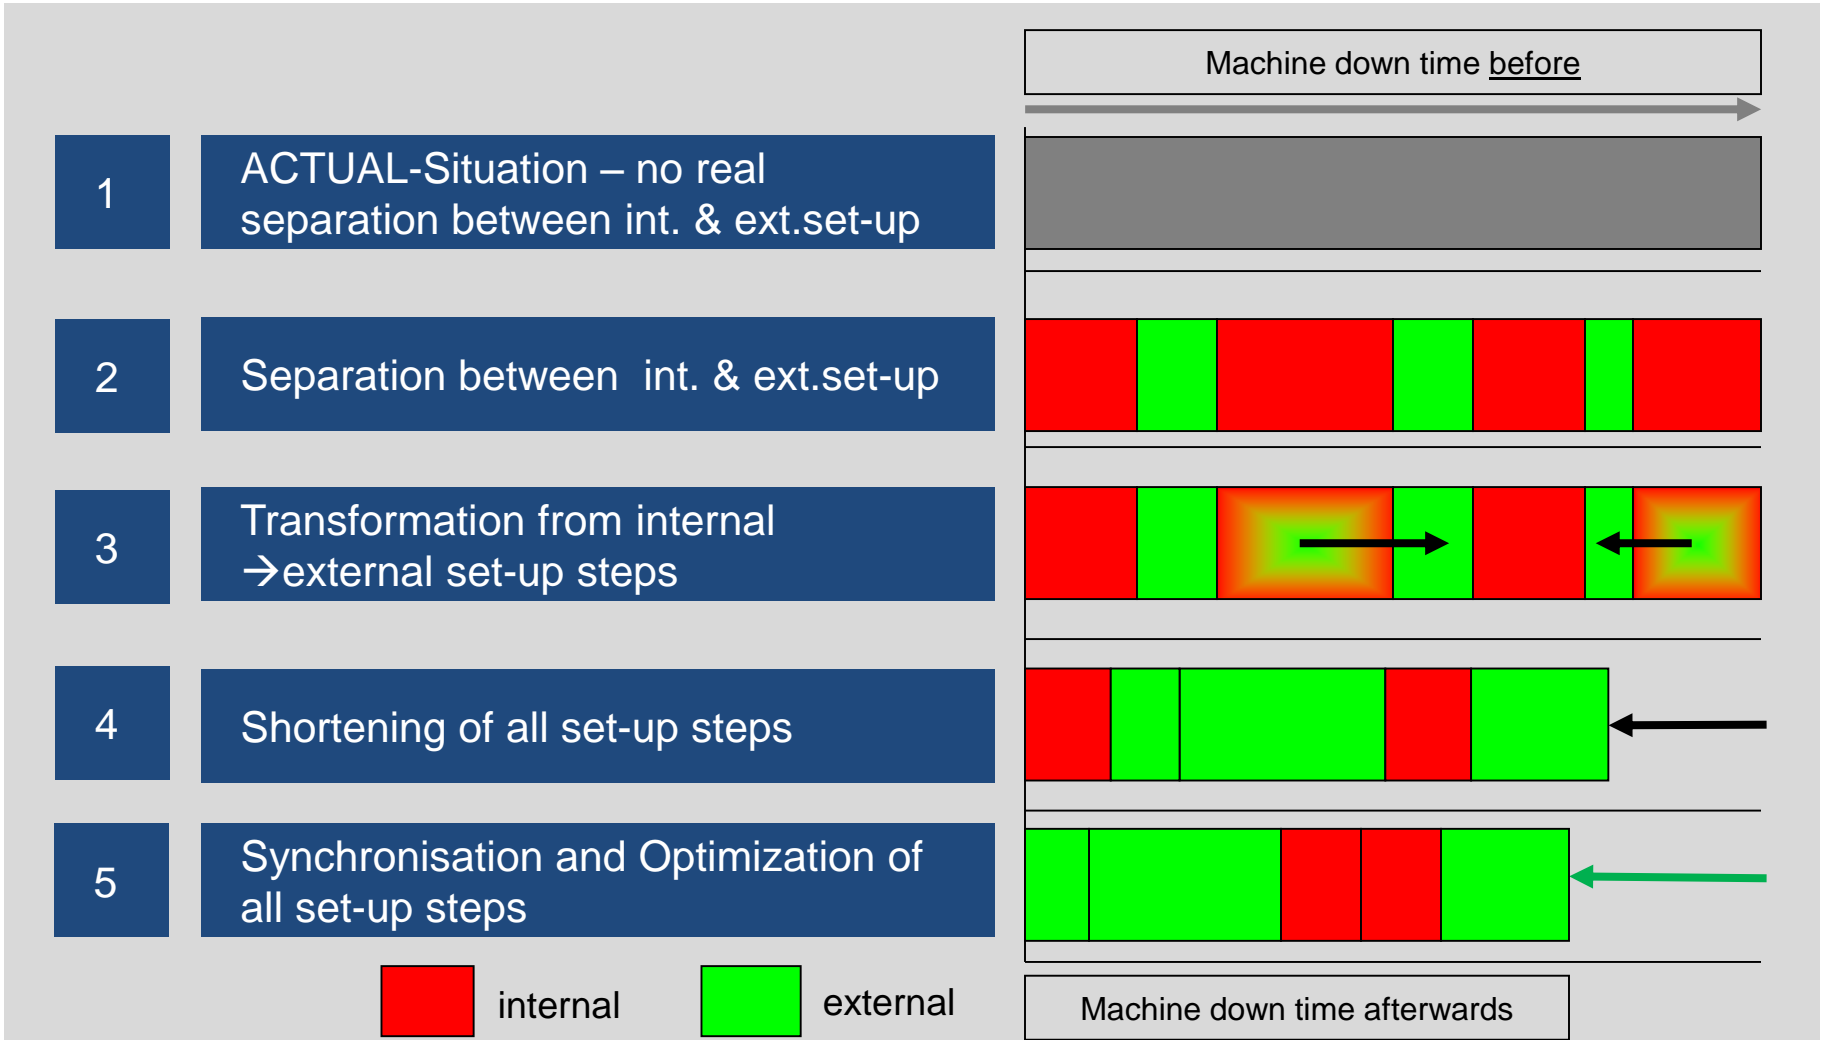 Machine down time before
1
ACTUAL-Situation – no real
separation between int. & ext.set-up
2
Separation between  int. & ext.set-up
3
Transformation from internal
→external set-up steps
4
Shortening of all set-up steps
5
Synchronisation and Optimization of
all set-up steps
internal
external
Machine down time afterwards